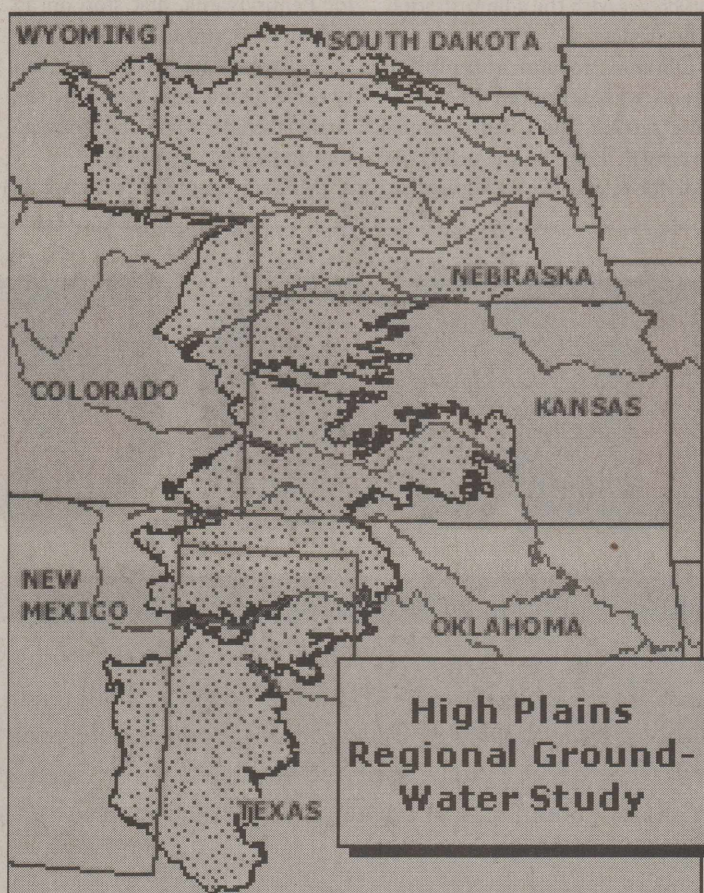 WYOMING
SOUTH DAKOTA
NEBRASKA
COLORADO
KANSAS
NEW
MEXICO
OKLAHOMA
High Plains
Regional Ground-
Water Study
TEXAS